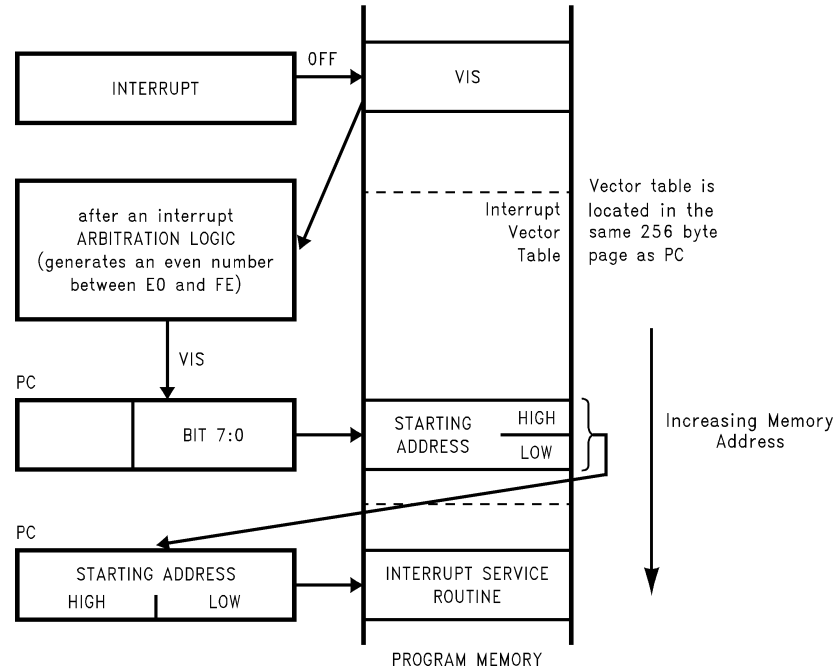 OFF
INTERRUPT
VIS
after an interrupt
ARBITRATION LOGIC
(generates an even number
between E0 and FE)
Interrupt
Vector
Table
Vector table is
located in the
same 256 byte
page as PC
VIS
PC
BIT 7:0
STARTING
ADDRESS
HIGH
LOW
Increasing Memory
Address
PC
STARTING ADDRESS
HIGH
LOW
INTERRUPT SERVICE
ROUTINE
PROGRAM MEMORY